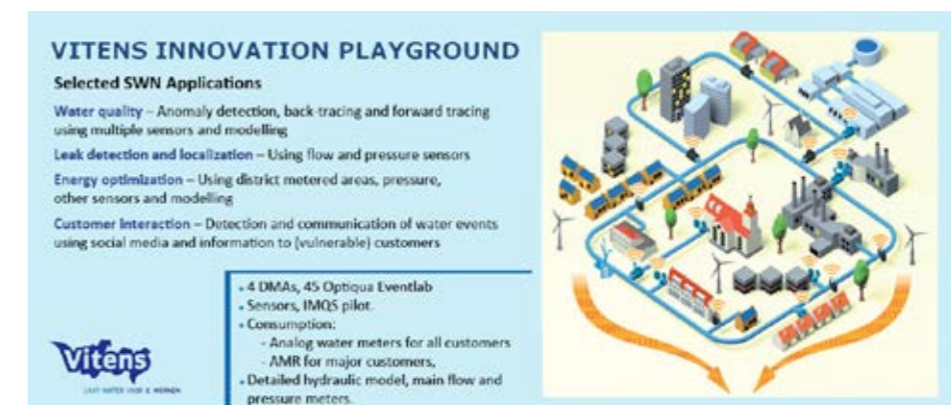 VITENS INNOVATION PLAYGROUND
Selected SWN Applications
Water quality – Anomaly detection, back-tracing and forward tracing
using multiple sensors and modelling
Leak detection and localization – Using flow and pressure sensors
Energy optimization – Using district metered areas, pressure,
other sensors and modelling
Customer interaction – Detection and communication of water events
using social media and information to (vulnerable) customers
• 4 DMAs, 45 Optiqua Eventlab
• Sensors, IMQS pilot.
• Consumption:
- Analog water meters for all customers
- AMR for major customers,
• Detailed hydraulic model, main flow and
pressure meters.
Vitens